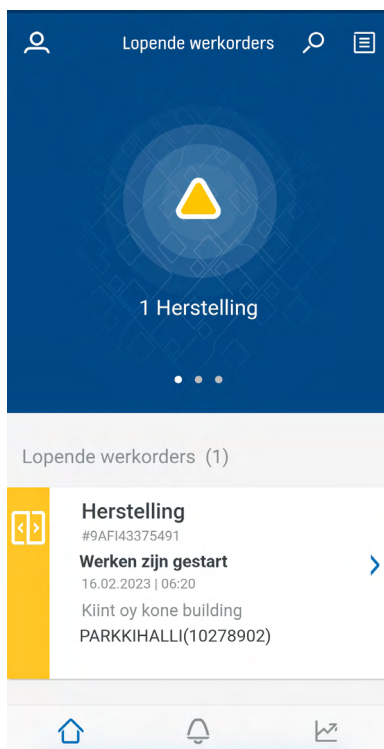 Lopende werkorders
1 Herstelling
Lopende werkorders (1)
Herstelling
#9AFI43375491
Werken zijn gestart
16.02.2023 | 06:20
Kiint oy kone building
PARKKIHALLI(10278902)